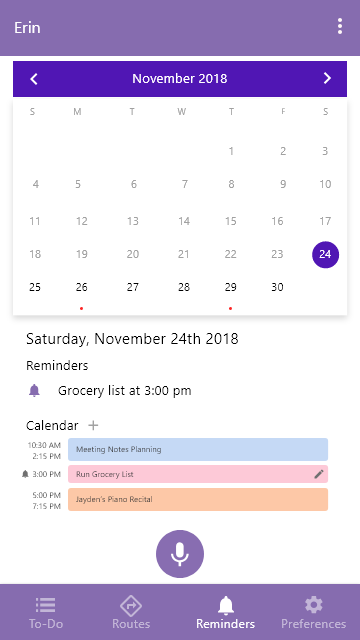 Erin
November 2018
S M T W T F S
1 2 3
4 5 6 7 8 9 10
11 12 13 14 15 16 17
18 19 20 21 22 23 24
25 26 27 28 29 30
Saturday, November 24th 2018
Reminders
Grocery list at 3:00 pm
Calendar +
10:30 AM Meeting Notes Planning
2:15 PM
3:00 PM Run Grocery List
5:00 PM Jayden's Piano Recital
7:15 PM
To-Do Routes Reminders Preferences